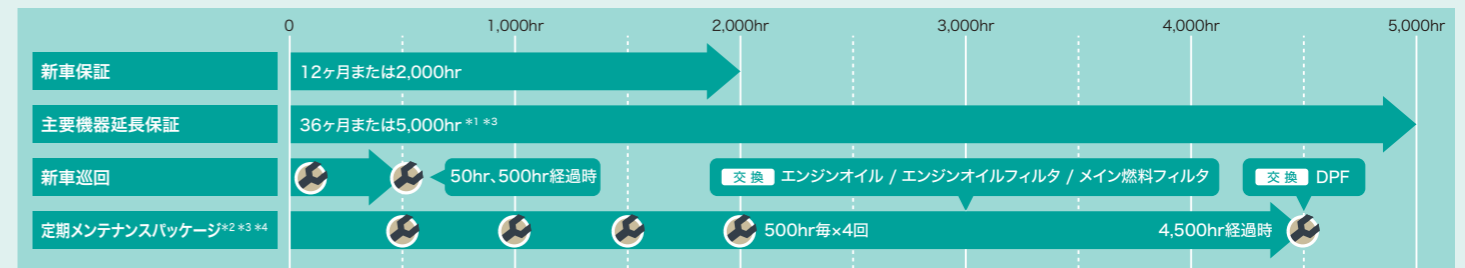 0 1,000hr 2,000hr 3,000hr 4,000hr 5,000hr
新車保証 12ヶ月または2,000hr
主要機器延長保証 36ヶ月または5,000hr *1 *3
新車巡回 50hr、500hr経過時 交換 エンジンオイル / エンジンオイルフィルタ / メイン燃料フィルタ 交換 DPF
定期メンテナンスパッケージ*2 *3 *4 500hr毎×4回 4,500hr経過時